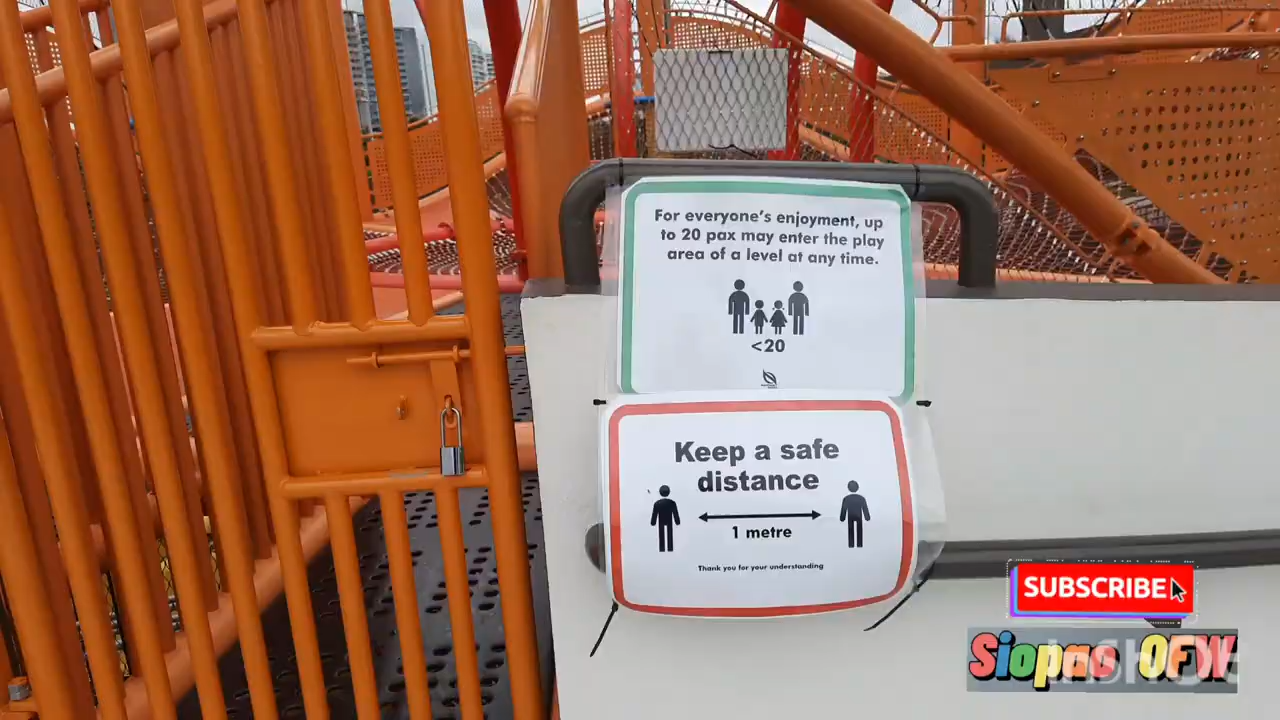 For everyone's enjoyment, up
to 20 pax may enter the play
area of a level at any time.
<20
Keep a safe
distance
1 metre
Thank you for your understanding
SUBSCRIBE
Siopao OFW